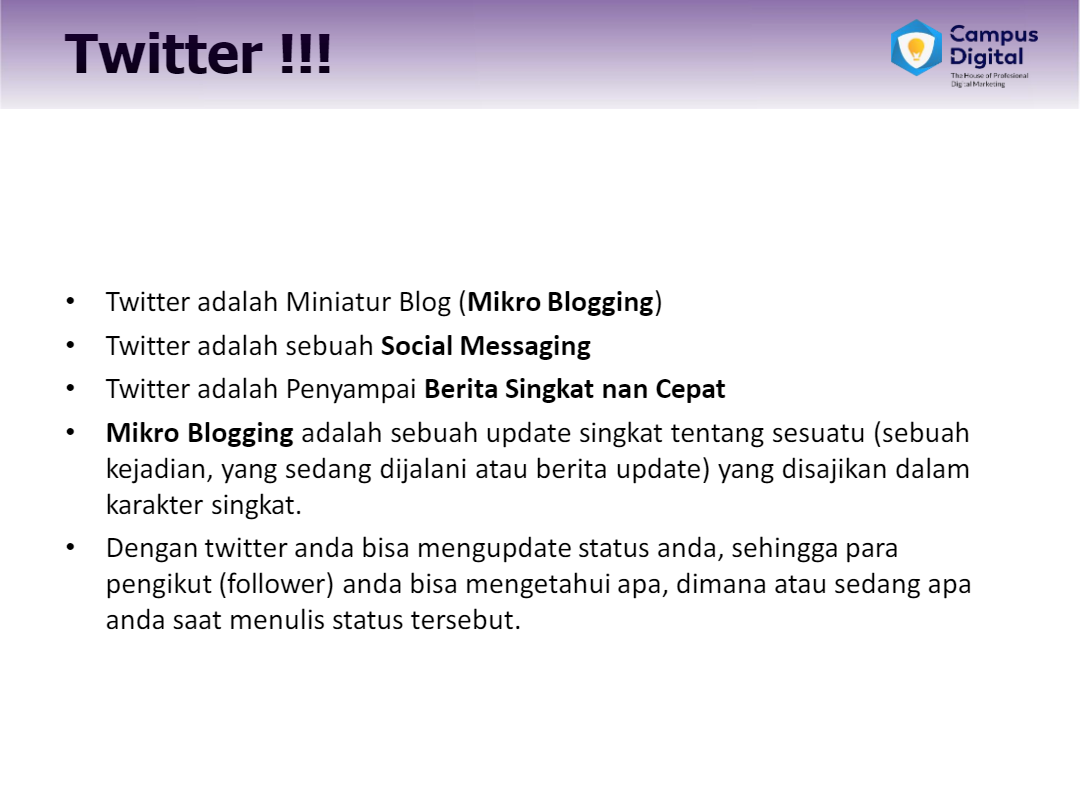 Twitter !!!
Campus
Digital
The House of Profesional
Digital Marketing
• Twitter adalah Miniatur Blog (Mikro Blogging)
• Twitter adalah sebuah Social Messaging
• Twitter adalah Penyampai Berita Singkat nan Cepat
• Mikro Blogging adalah sebuah update singkat tentang sesuatu (sebuah
kejadian, yang sedang dijalani atau berita update) yang disajikan dalam
karakter singkat.
• Dengan twitter anda bisa mengupdate status anda, sehingga para
pengikut (follower) anda bisa mengetahui apa, dimana atau sedang apa
anda saat menulis status tersebut.